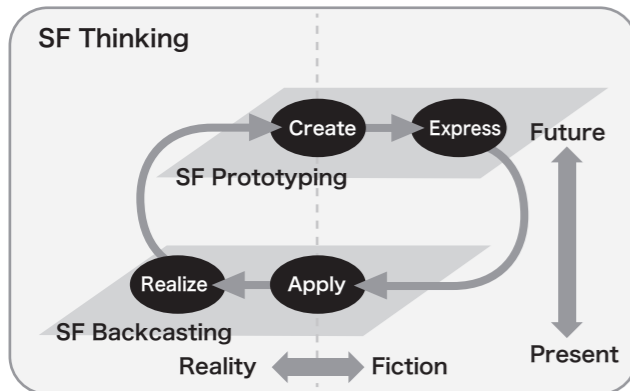 SF Thinking
Create
Express
Future
SF Prototyping
Realize
Apply
SF Backcasting
Present
Reality
Fiction